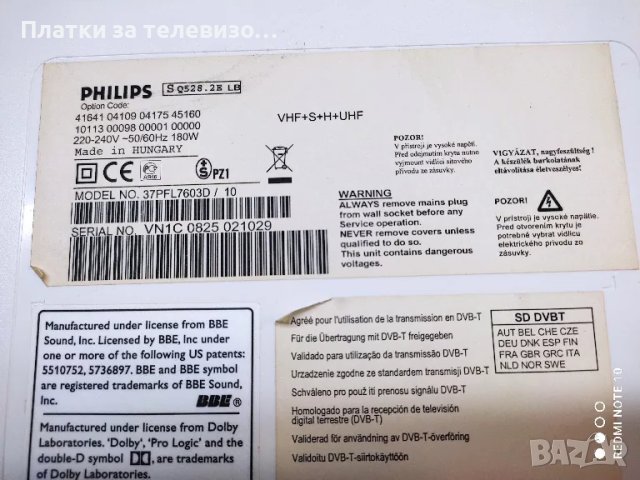 Платки за телевизо...
PHILIPS
S Q528.2E LB
Option Code:
41641 04109 04175 45160
10113 00098 00001 00000
220-240V ~50/60Hz 180W
Made in HUNGARY
VHF+S+H+UHF
CE
S PZ1
MODEL NO. 37PFL7603D / 10
SERIAL NO. VN1C 0825 021029
POZOR!
V přístroji je vysoké napětí.
Před odejmutím krytu nutno
vyjmout vidlici síťového
přívodu ze zásuvky.
VIGYÁZAT, nagyfeszültség !
A készülék burkolatának
eltávolítása életveszélyes!
WARNING
ALWAYS remove mains plug
from wall socket before any
Service operation.
NEVER remove covers unless
qualified to do so.
This unit contains dangerous
voltages.
POZOR!
V prístroji je vysoké napätie.
Pred otvorením krytu je
potrebné vybrať vidlicu
elektrického prívodu zo
zásuvky.
Manufactured under license from BBE
Sound, Inc. Licensed by BBE, Inc under
one or more of the following US patents:
5510752, 5736897. BBE and BBE symbol
are registered trademarks of BBE Sound,
Inc.
BBE ®
Manufactured under license from Dolby
Laboratories. 'Dolby', 'Pro Logic' and the
double-D symbol are trademarks
of Dolby Laboratories.
Agréé pour l'utilisation de la transmission en DVB-T
Für die Übertragung mit DVB-T freigegeben
Validado para utilização da transmissão DVB-T
Urzadzenie zgodne ze standardem transmisji DVB-T
Schváleno pro použití prenosu signálu DVB-T
Homologado para la recepción de televisión
digital terrestre (DVB-T)
Validerad för användning av DVB-T-överföring
Validoitu DVB-T-siirtokäyttöön
SD DVBT
AUT BEL CHE CZE
DEU DNK ESP FIN
FRA GBR GRC ITA
NLD NOR SWE
REDMI NOTE 10
BAZAR